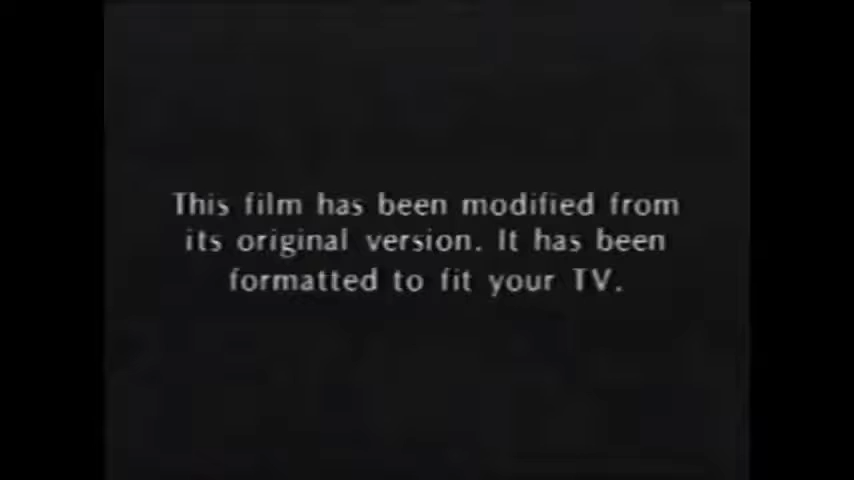 This film has been modified from
its original version. It has been
formatted to fit your TV.